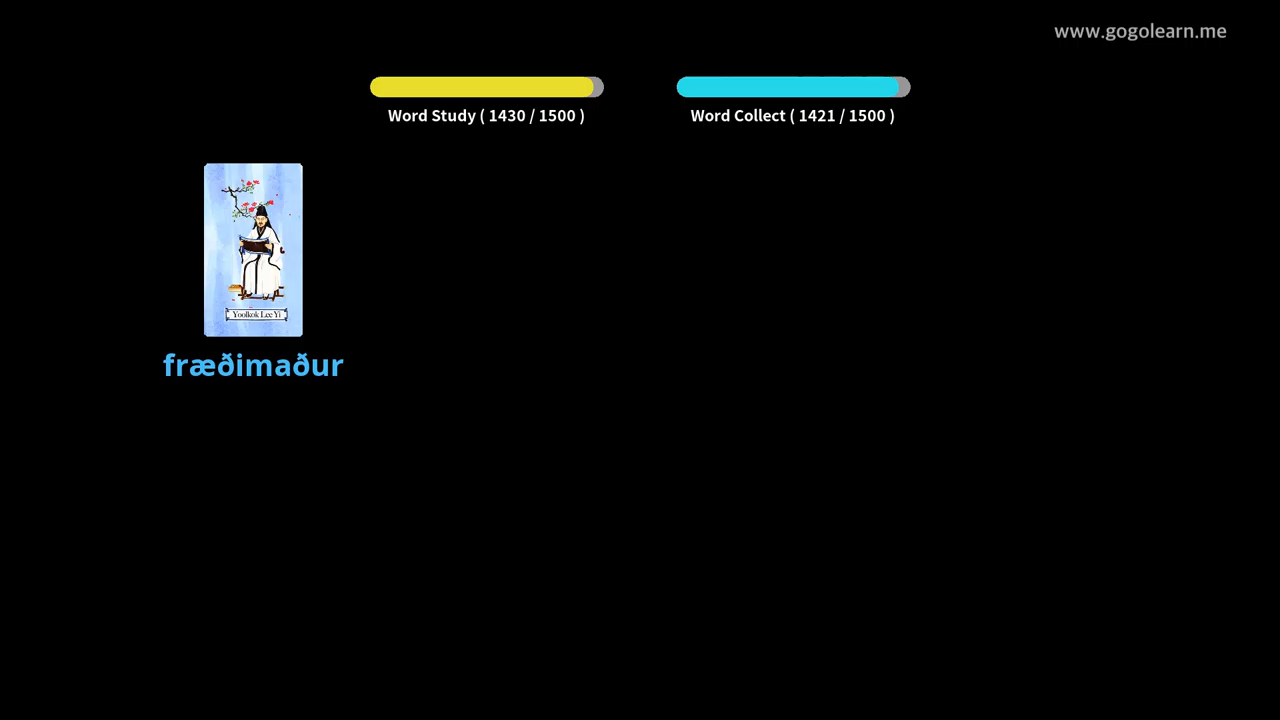 www.gogolearn.me
Word Study ( 1430 / 1500 )
Word Collect ( 1421 / 1500 )
Yoolkok Lee Yi
fræðimaður